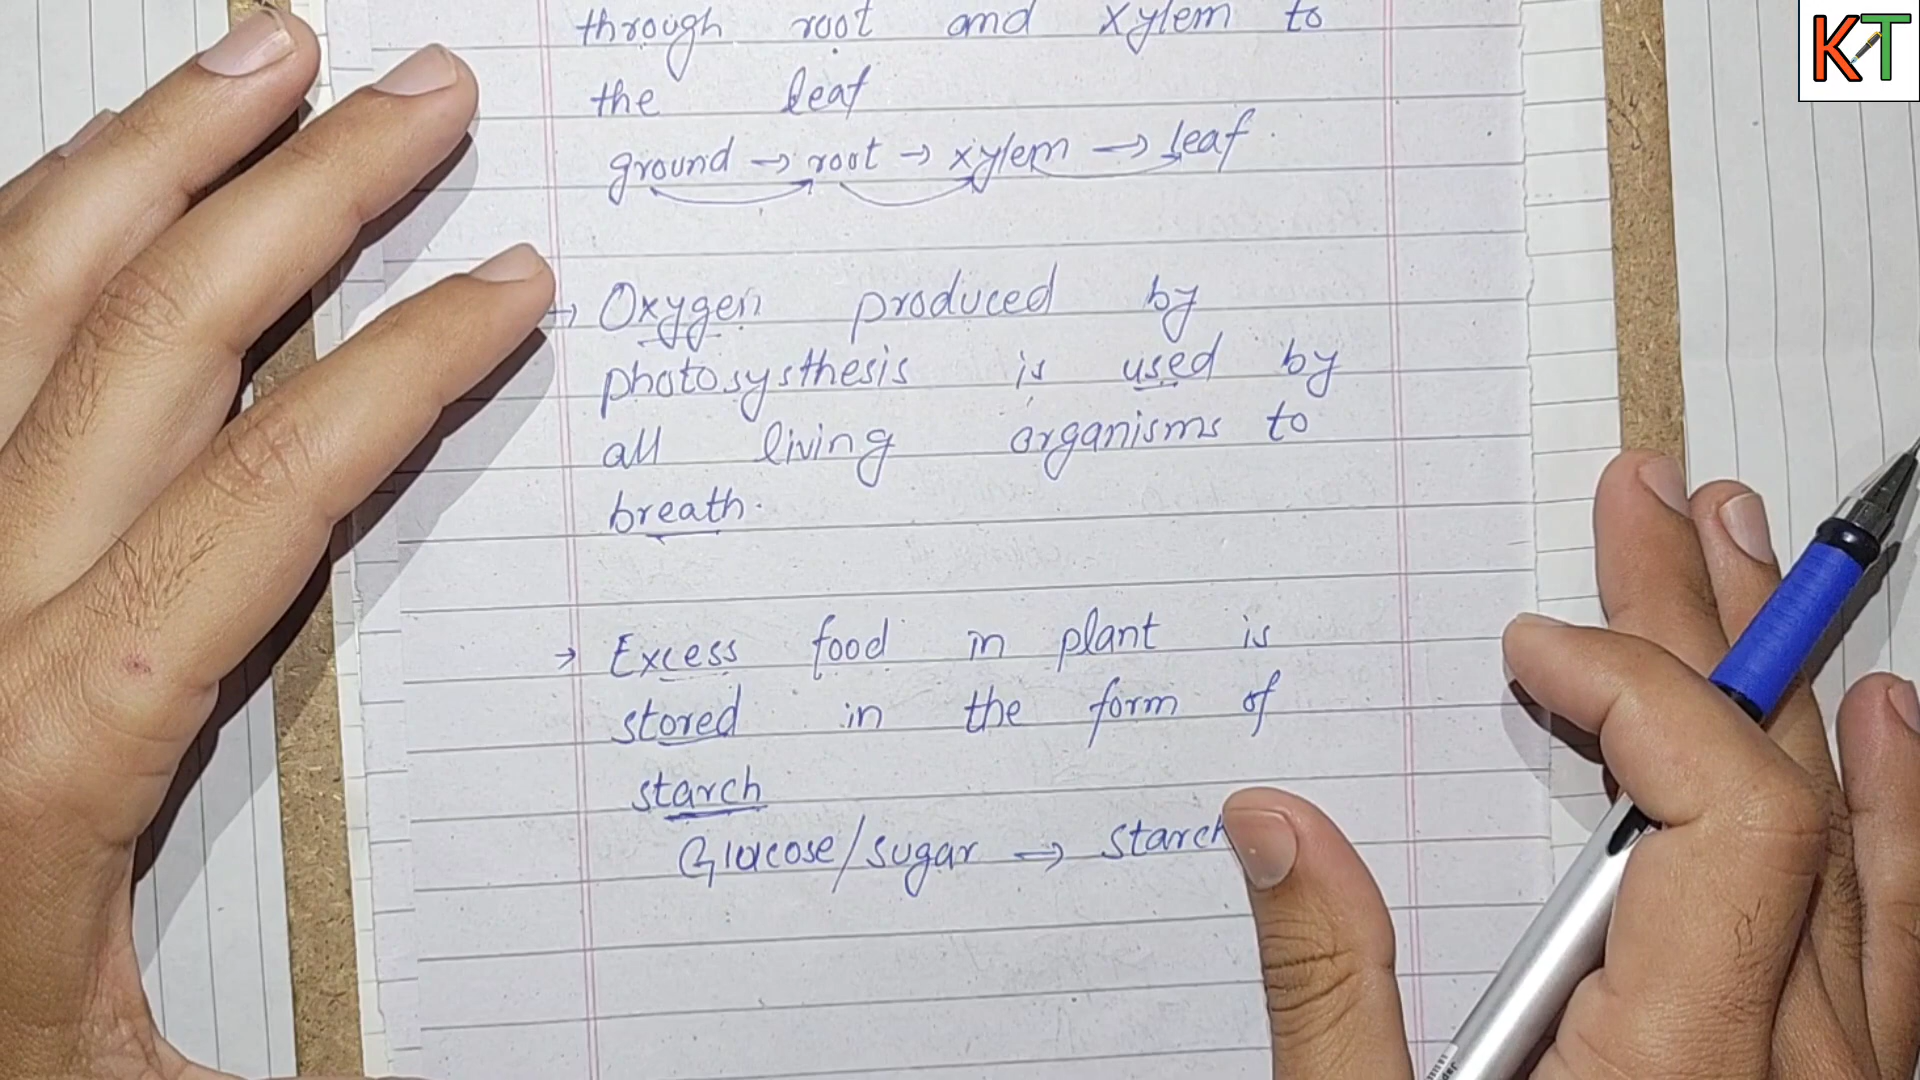 KT
through root and xylem to
the leaf
ground → root → xylem → leaf.
→ Oxygen produced by
photosysthesis is used by
all living organisms to
breath.
→ Excess food in plant is
stored in the form of
starch
Glucose/sugar → starch